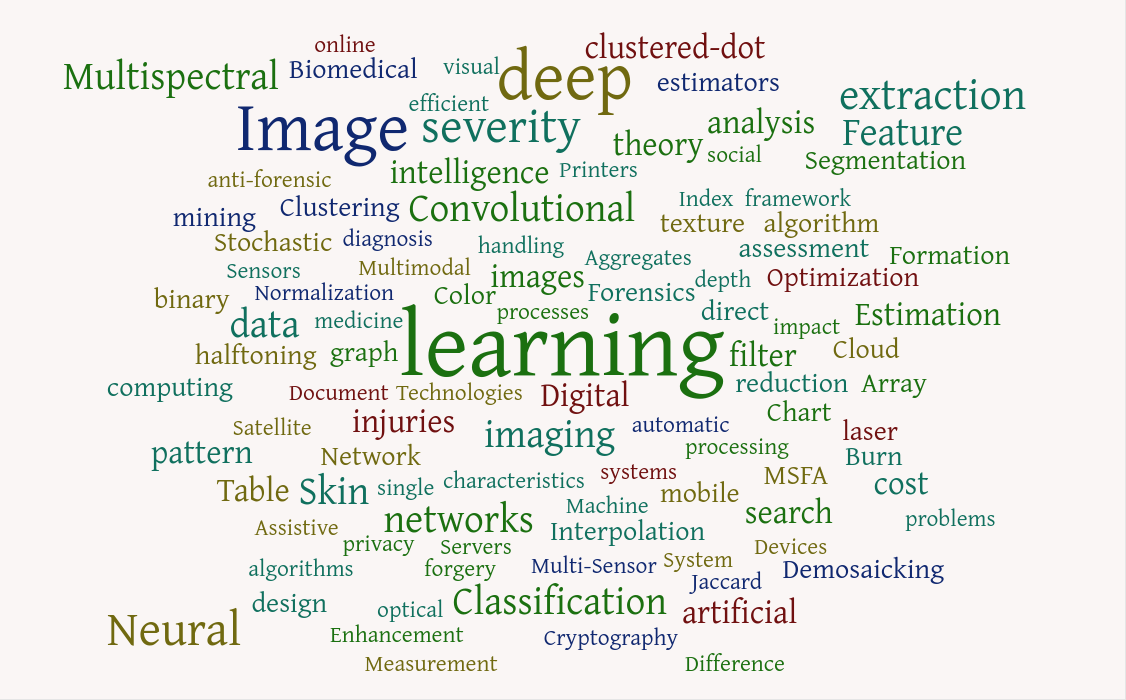 online clustered-dot
Multispectral Biomedical visual deep estimators
efficient extraction
Image severity theory analysis Feature
social Segmentation
anti-forensic intelligence Printers
mining Clustering Convolutional Index framework
Stochastic diagnosis texture algorithm
handling Aggregates assessment Formation
Sensors Multimodal images depth Optimization
binary Normalization Color Forensics
data medicine processes direct impact Estimation
halftoning graph learning filter Cloud
computing Document Technologies Digital reduction Array
Satellite injuries imaging automatic Chart laser
pattern Network processing Burn
Table Skin single characteristics systems mobile MSFA cost
Assistive networks Machine search problems
privacy Servers Interpolation Devices
algorithms forgery Multi-Sensor System Demosaicking
Jaccard
design optical Classification artificial
Neural Enhancement Cryptography
Measurement Difference